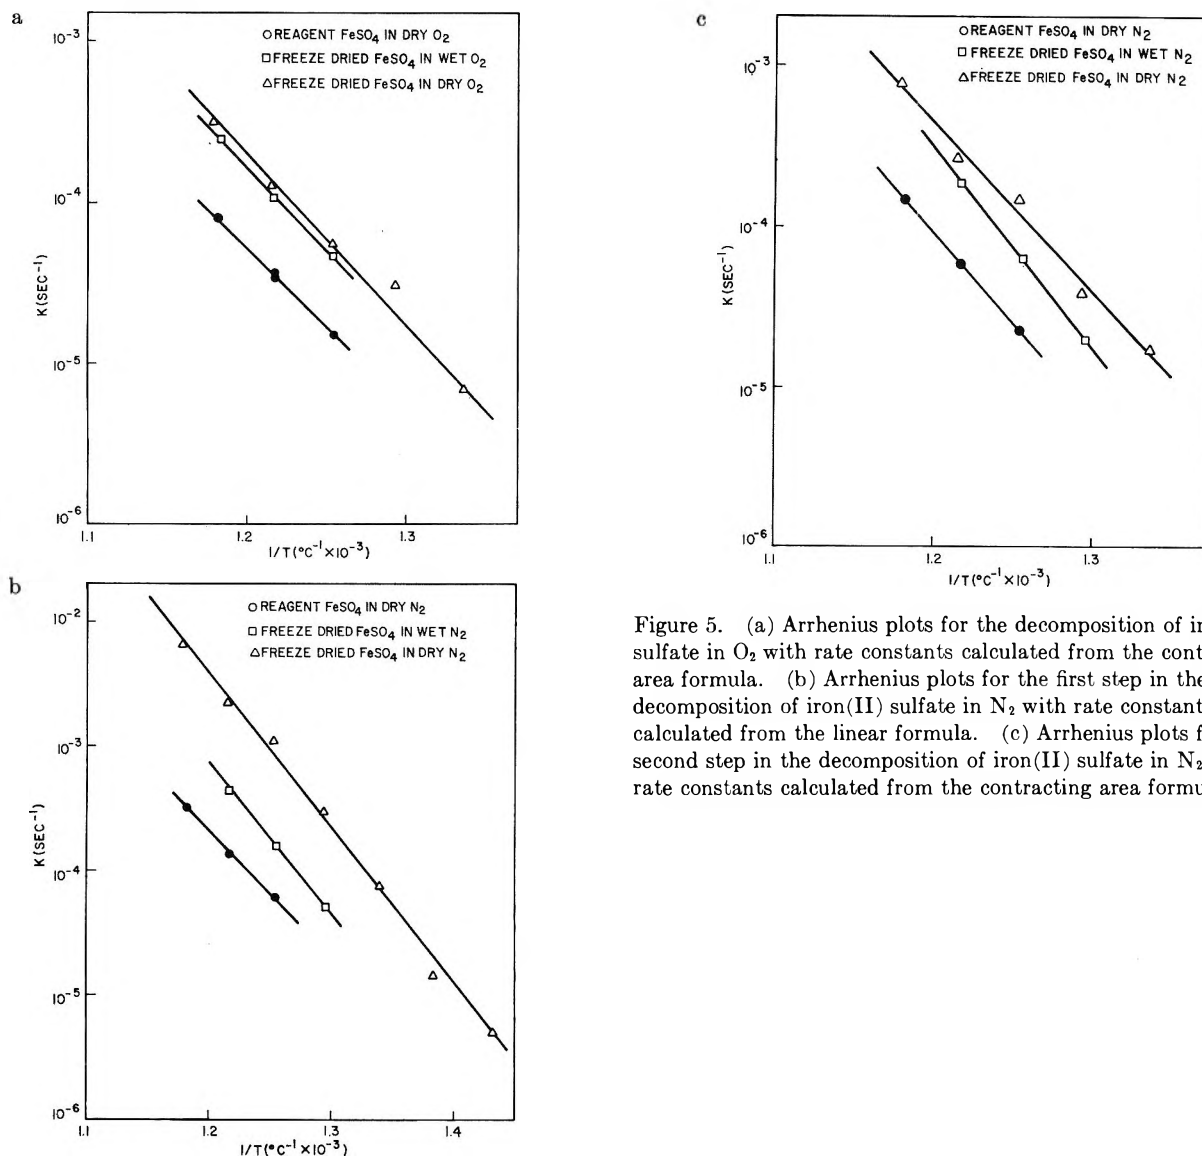 a
10⁻³
○ REAGENT FeSO₄ IN DRY O₂
□ FREEZE DRIED FeSO₄ IN WET O₂
△ FREEZE DRIED FeSO₄ IN DRY O₂
10⁻⁴
K (SEC⁻¹)
10⁻⁵
10⁻⁶
1.1 1.2 1.3
1/T (°C⁻¹ × 10⁻³)
b
10⁻²
○ REAGENT FeSO₄ IN DRY N₂
□ FREEZE DRIED FeSO₄ IN WET N₂
△ FREEZE DRIED FeSO₄ IN DRY N₂
10⁻³
K (SEC⁻¹)
10⁻⁴
10⁻⁵
10⁻⁶
1.1 1.2 1.3 1.4
1/T (°C⁻¹ × 10⁻³)
c
○ REAGENT FeSO₄ IN DRY N₂
□ FREEZE DRIED FeSO₄ IN WET N₂
△ FREEZE DRIED FeSO₄ IN DRY N₂
10⁻³
10⁻⁴
K (SEC⁻¹)
10⁻⁵
10⁻⁶
1.1 1.2 1.3
1/T (°C⁻¹ × 10⁻³)
Figure 5. (a) Arrhenius plots for the decomposition of
sulfate in O₂ with rate constants calculated from the
area formula. (b) Arrhenius plots for the first step in the
decomposition of iron(II) sulfate in N₂ with rate constant
calculated from the linear formula. (c) Arrhenius plots
second step in the decomposition of iron(II) sulfate in N₂
rate constants calculated from the contracting area